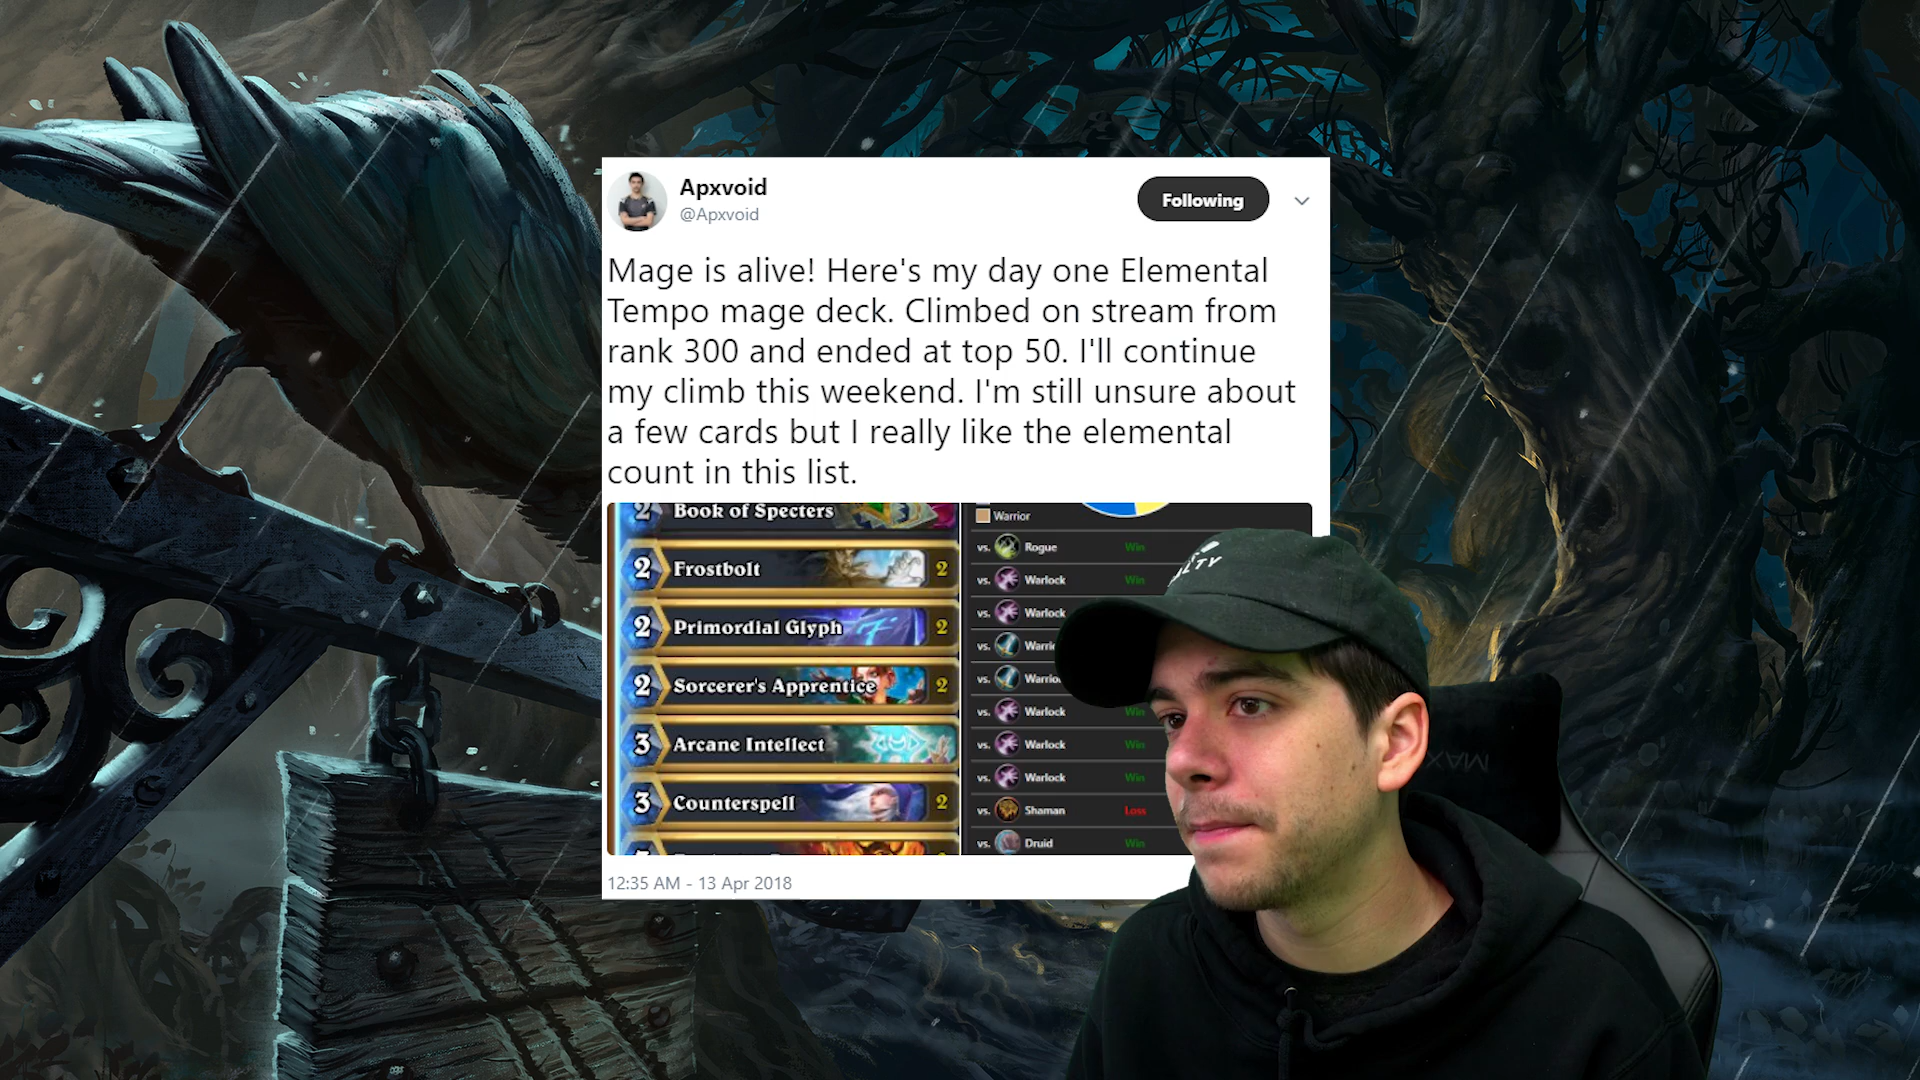 Apxvoid
@Apxvoid
Following
Mage is alive! Here's my day one Elemental
Tempo mage deck. Climbed on stream from
rank 300 and ended at top 50. I'll continue
my climb this weekend. I'm still unsure about
a few cards but I really like the elemental
count in this list.
2 Book of Specters
2 Frostbolt 2
2 Primordial Glyph 2
2 Sorcerer's Apprentice 2
3 Arcane Intellect
3 Counterspell 2
Warrior
vs. Rogue Win
vs. Warlock Win
vs. Warlock
vs.
vs.
vs. Warlock Win
vs. Warlock Win
vs. Warlock Win
vs. Shaman Loss
vs. Druid Win
12:35 AM - 13 Apr 2018